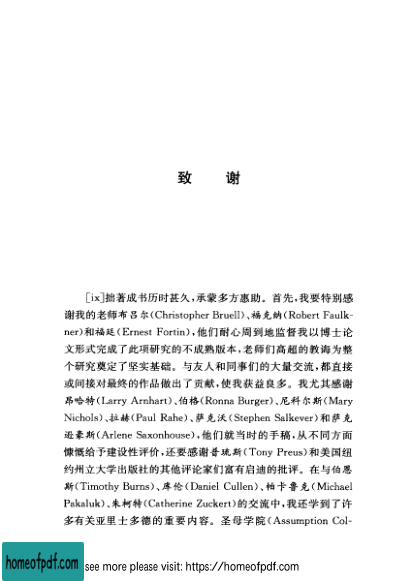 致 谢
[ix]拙著成书历时甚久,承蒙多方惠助。首先,我要特别感
谢我的老师布吕尔(Christopher Bruell)、福克纳(Robert Faulk-
ner)和福廷(Ernest Fortin),他们耐心周到地监督我以博士论
文形式完成了此项研究的不成熟版本,老师们高超的教诲为整
个研究奠定了坚实基础。与友人和同事们的大量交流,都直接
或间接对最终的作品做出了贡献,使我获益良多。我尤其感谢
昂哈特(Larry Arnhart)、伯格(Ronna Burger)、尼科尔斯(Mary
Nichols)、拉赫(Paul Rahe)、萨克沃(Stephen Salkever)和萨克
逊豪斯(Arlene Saxonhouse),他们就当时的手稿,从不同方面
慷慨给予建设性评价,还要感谢普琉斯(Tony Preus)和美国纽
约州立大学出版社的其他评论家们富有启迪的批评。在与伯恩
斯(Timothy Burns)、库伦(Daniel Cullen)、帕卡鲁克(Michael
Pakaluk)、朱柯特(Catherine Zuckert)的交流中,我还学到了许
多有关亚里士多德的重要内容。圣母学院(Assumption Col-
homeofpdf.com see more please visit: https://homeofpdf.com